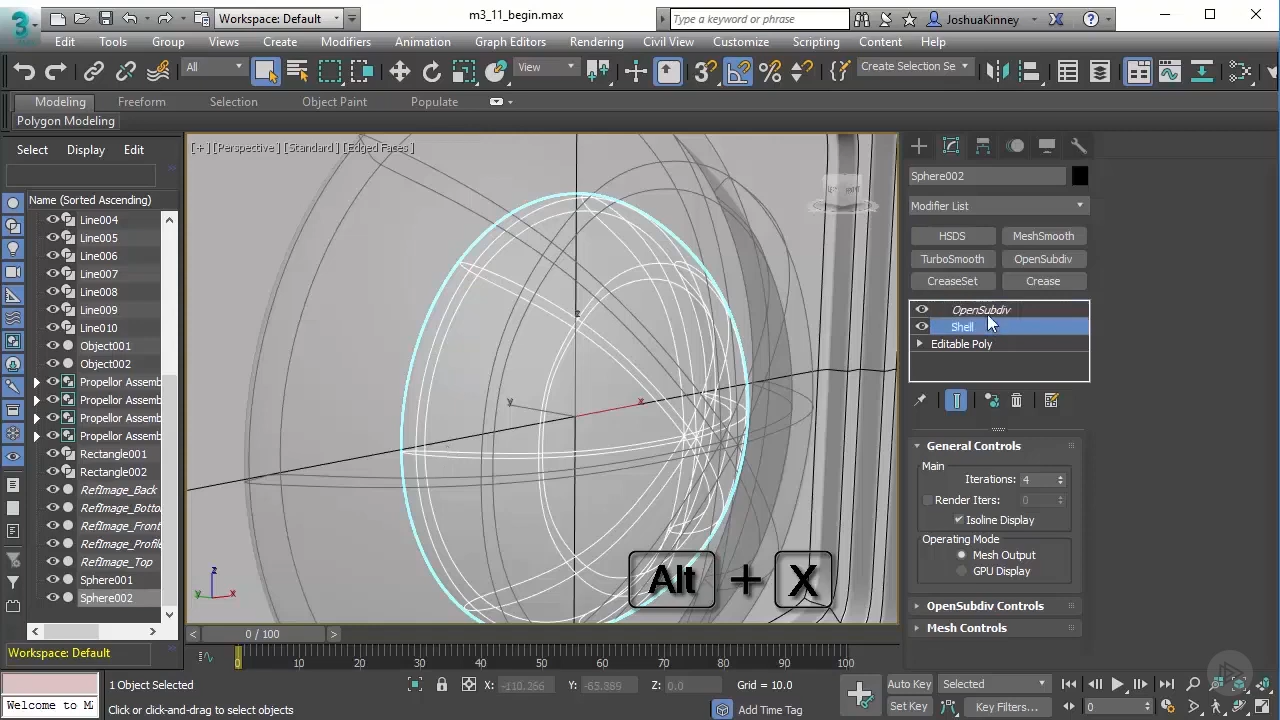 3
MAX
Workspace: Default
m3_11_begin.max
Type a keyword or phrase
JoshuaKinney
Edit Tools Group Views Create Modifiers Animation Graph Editors Rendering Civil View Customize Scripting Content Help
All
View
3
Create Selection Se
Modeling Freeform Selection Object Paint Populate
Polygon Modeling
Select Display Edit
Name (Sorted Ascending)
Line004
Line005
Line006
Line007
Line008
Line009
Line010
Object001
Object002
Propellor Assemb
Propellor Assemb
Propellor Assemb
Propellor Assemb
Rectangle001
Rectangle002
RefImage_Back
RefImage_Botto
RefImage_Front
RefImage_Profile
RefImage_Top
Sphere001
Sphere002
Workspace: Default
[+] [Perspective] [Standard] [Edged Faces]
z
y
x
z
y
x
Alt + X
Sphere002
Modifier List
HSDS MeshSmooth
TurboSmooth OpenSubdiv
CreaseSet Crease
OpenSubdiv
Shell
Editable Poly
General Controls
Main
Iterations: 4
Render Iters: 0
Isoline Display
Operating Mode
Mesh Output
GPU Display
OpenSubdiv Controls
Mesh Controls
0 / 100
0 10 20 30 40 50 60 70 80 90 100
Welcome to M
1 Object Selected
Click or click-and-drag to select objects
X: -110.266 Y: -63.389 Z: 0.0 Grid = 10.0
Add Time Tag
Auto Key Selected
Set Key Key Filters...
0